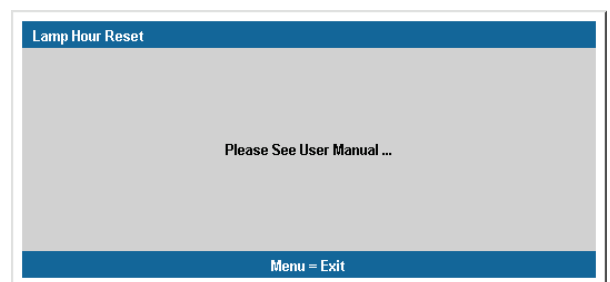 Lamp Hour Reset
Please See User Manual ...
Menu = Exit